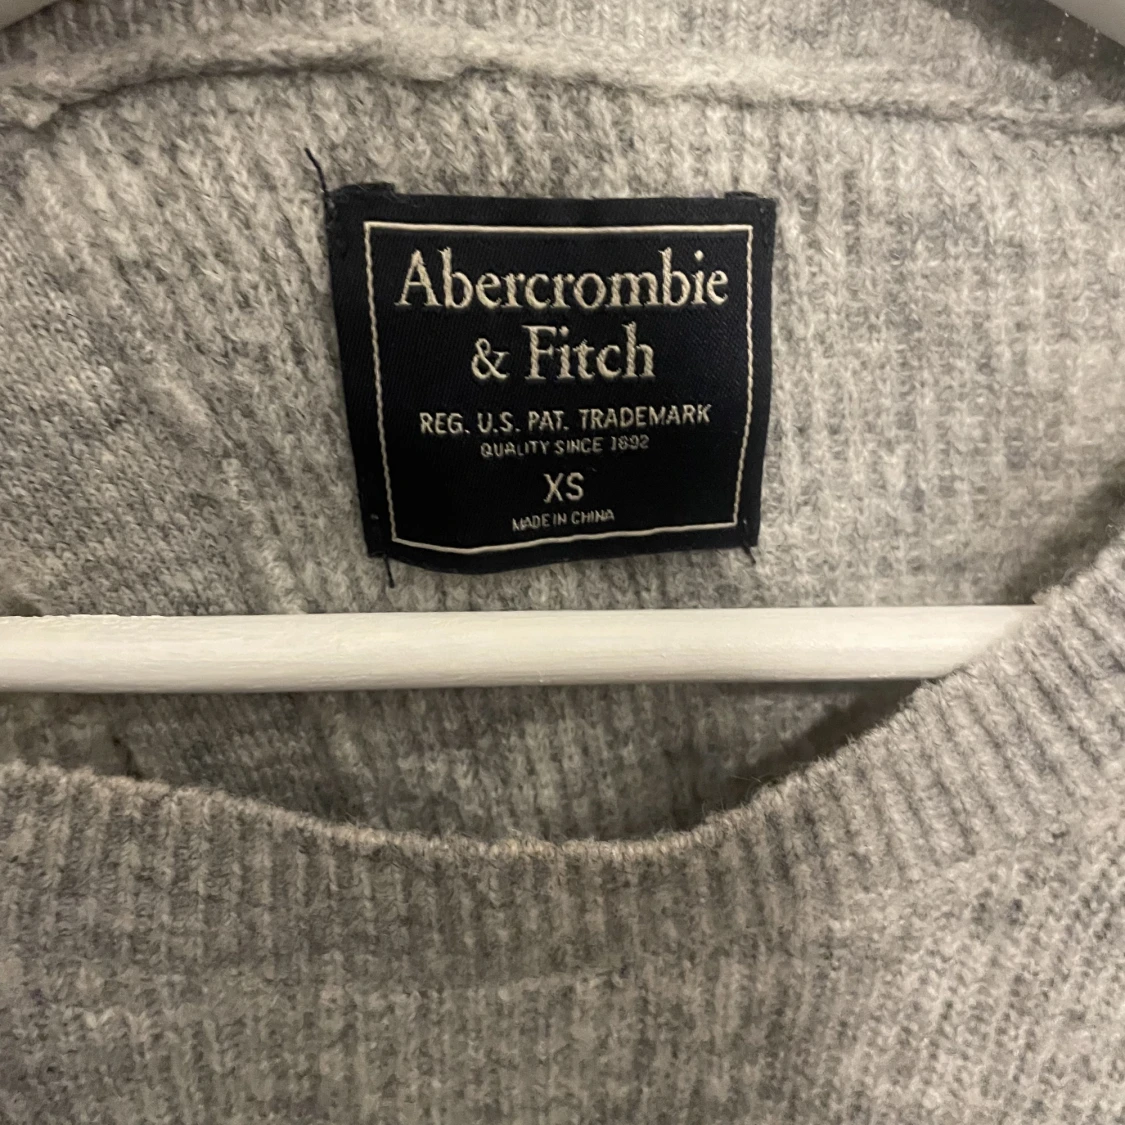 Abercrombie
& Fitch
REG. U.S. PAT. TRADEMARK
QUALITY SINCE 1892
XS
MADE IN CHINA